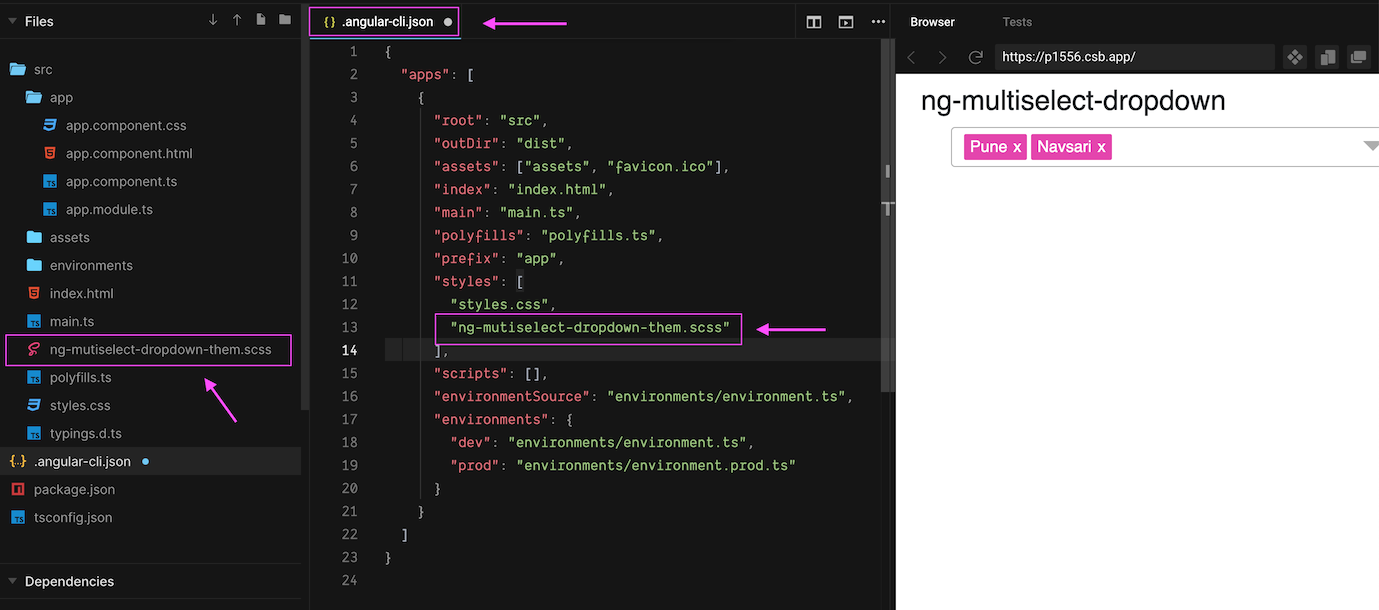 Files
src
app
app.component.css
app.component.html
app.component.ts
app.module.ts
assets
environments
index.html
main.ts
ng-mutiselect-dropdown-them.scss
polyfills.ts
styles.css
typings.d.ts
.angular-cli.json
package.json
tsconfig.json
Dependencies
{} .angular-cli.json
1 {
2 "apps": [
3 {
4 "root": "src",
5 "outDir": "dist",
6 "assets": ["assets", "favicon.ico"],
7 "index": "index.html",
8 "main": "main.ts",
9 "polyfills": "polyfills.ts",
10 "prefix": "app",
11 "styles": [
12 "styles.css",
13 "ng-mutiselect-dropdown-them.scss"
14 ],
15 "scripts": [],
16 "environmentSource": "environments/environment.ts",
17 "environments": {
18 "dev": "environments/environment.ts",
19 "prod": "environments/environment.prod.ts"
20 }
21 }
22 ]
23 }
24
Browser Tests
https://p1556.csb.app/
ng-multiselect-dropdown
Pune x Navsari x